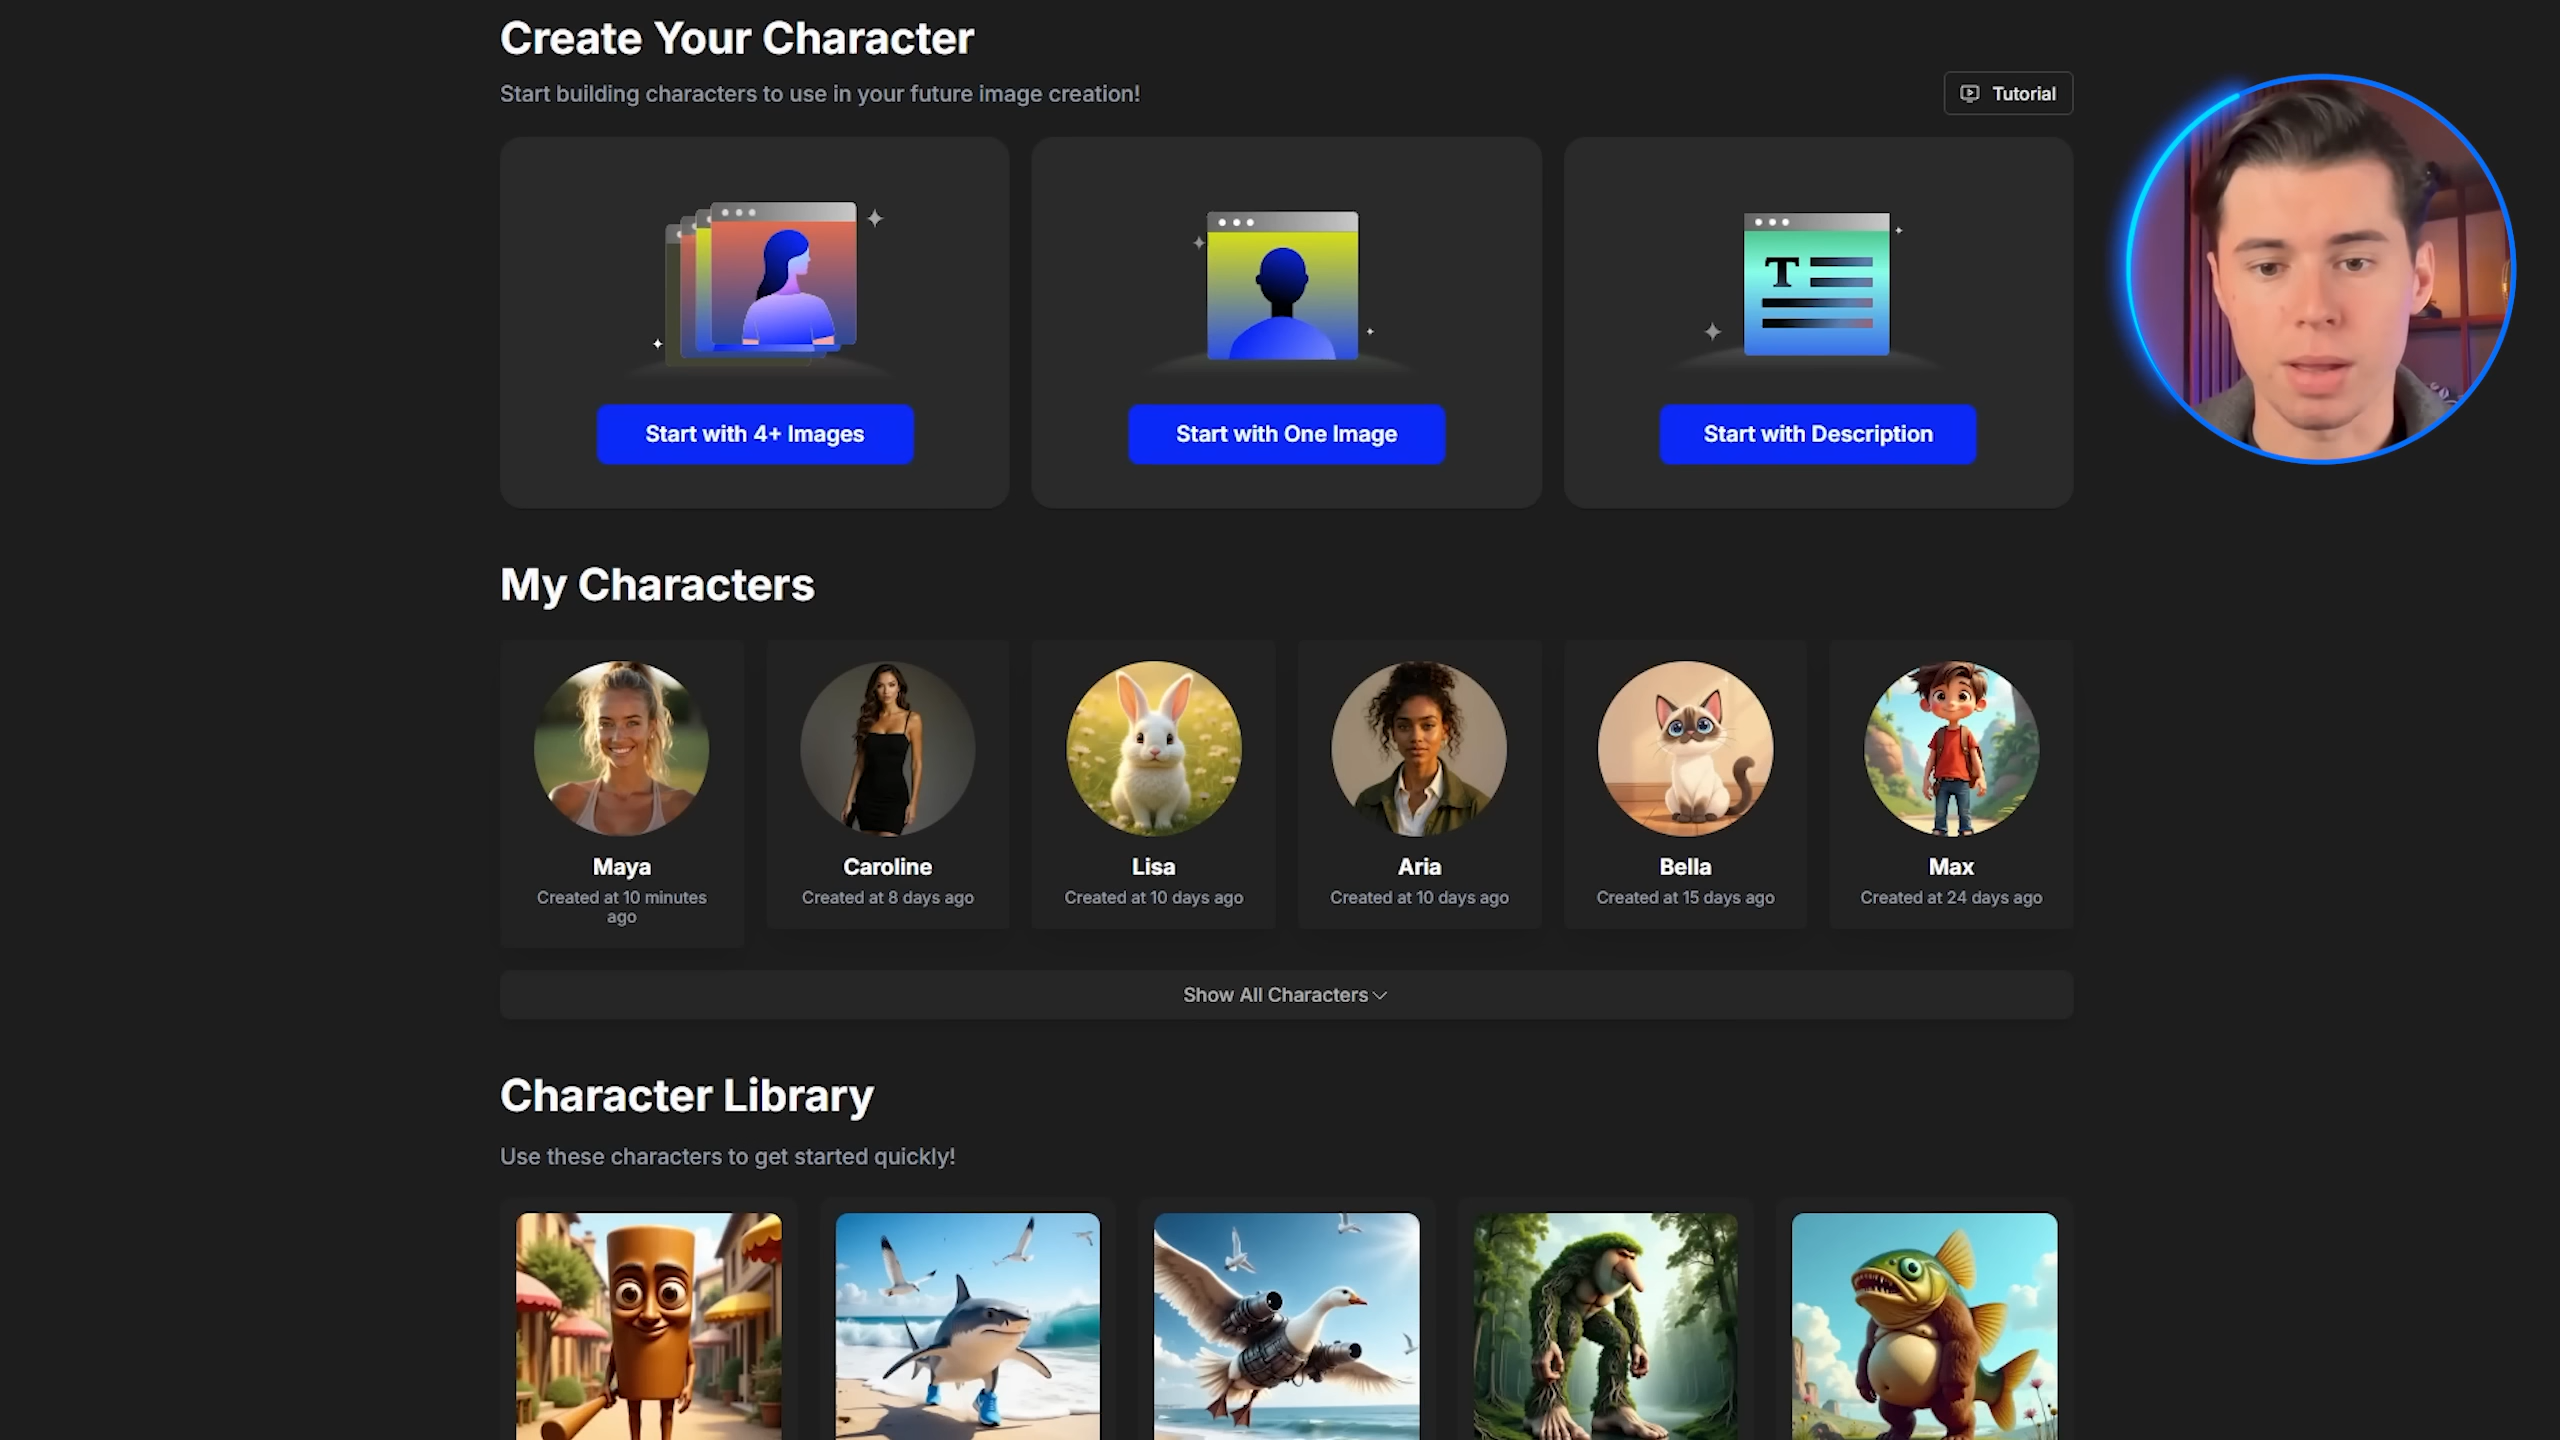 Create Your Character
Start building characters to use in your future image creation!
Tutorial
T
Start with 4+ Images
Start with One Image
Start with Description
My Characters
Maya
Created at 10 minutes
ago
Caroline
Created at 8 days ago
Lisa
Created at 10 days ago
Aria
Created at 10 days ago
Bella
Created at 15 days ago
Max
Created at 24 days ago
Show All Characters
Character Library
Use these characters to get started quickly!